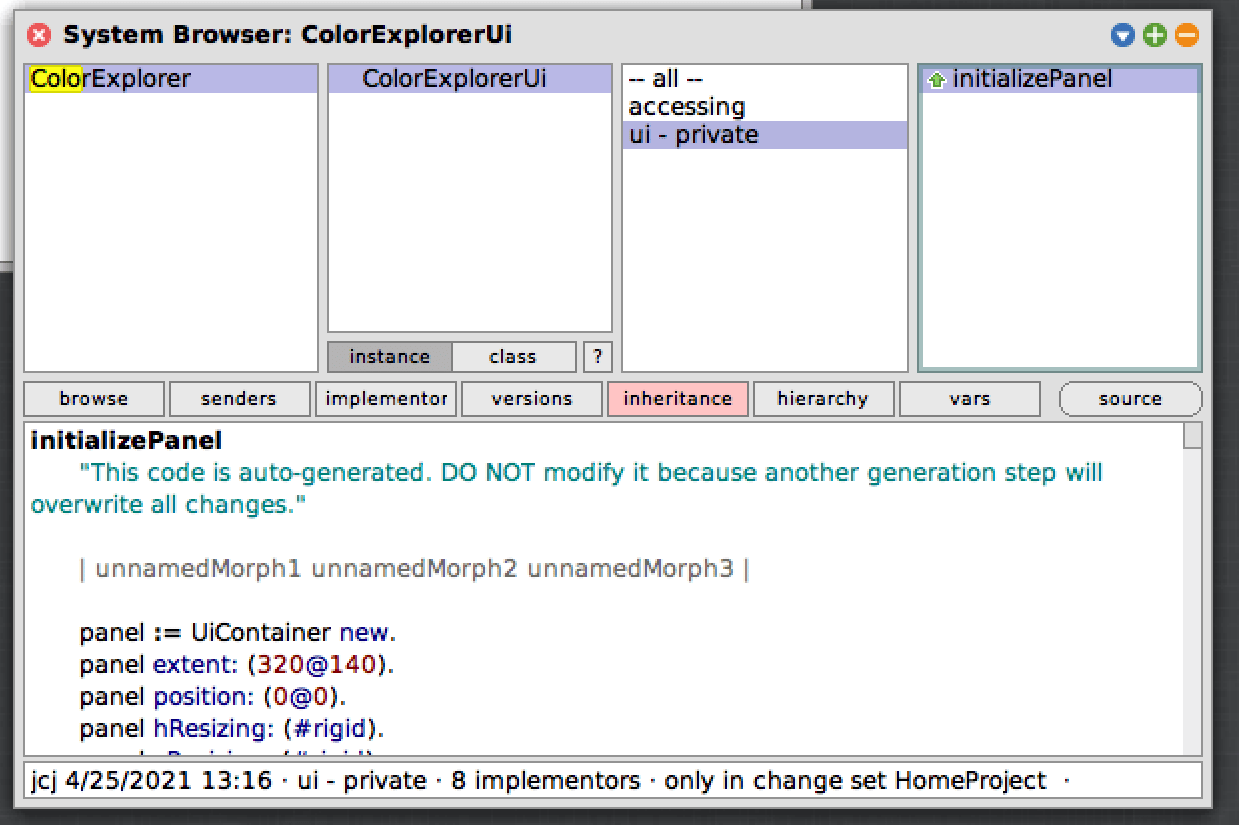 System Browser: ColorExplorerUi
ColorExplorer
ColorExplorerUi
-- all --
accessing
ui - private
initializePanel
instance
class
?
browse
senders
implementor
versions
inheritance
hierarchy
vars
source
initializePanel
"This code is auto-generated. DO NOT modify it because another generation step will
overwrite all changes."
| unnamedMorph1 unnamedMorph2 unnamedMorph3 |
panel := UiContainer new.
panel extent: (320@140).
panel position: (0@0).
panel hResizing: (#rigid).
jcj 4/25/2021 13:16 · ui - private · 8 implementors · only in change set HomeProject ·